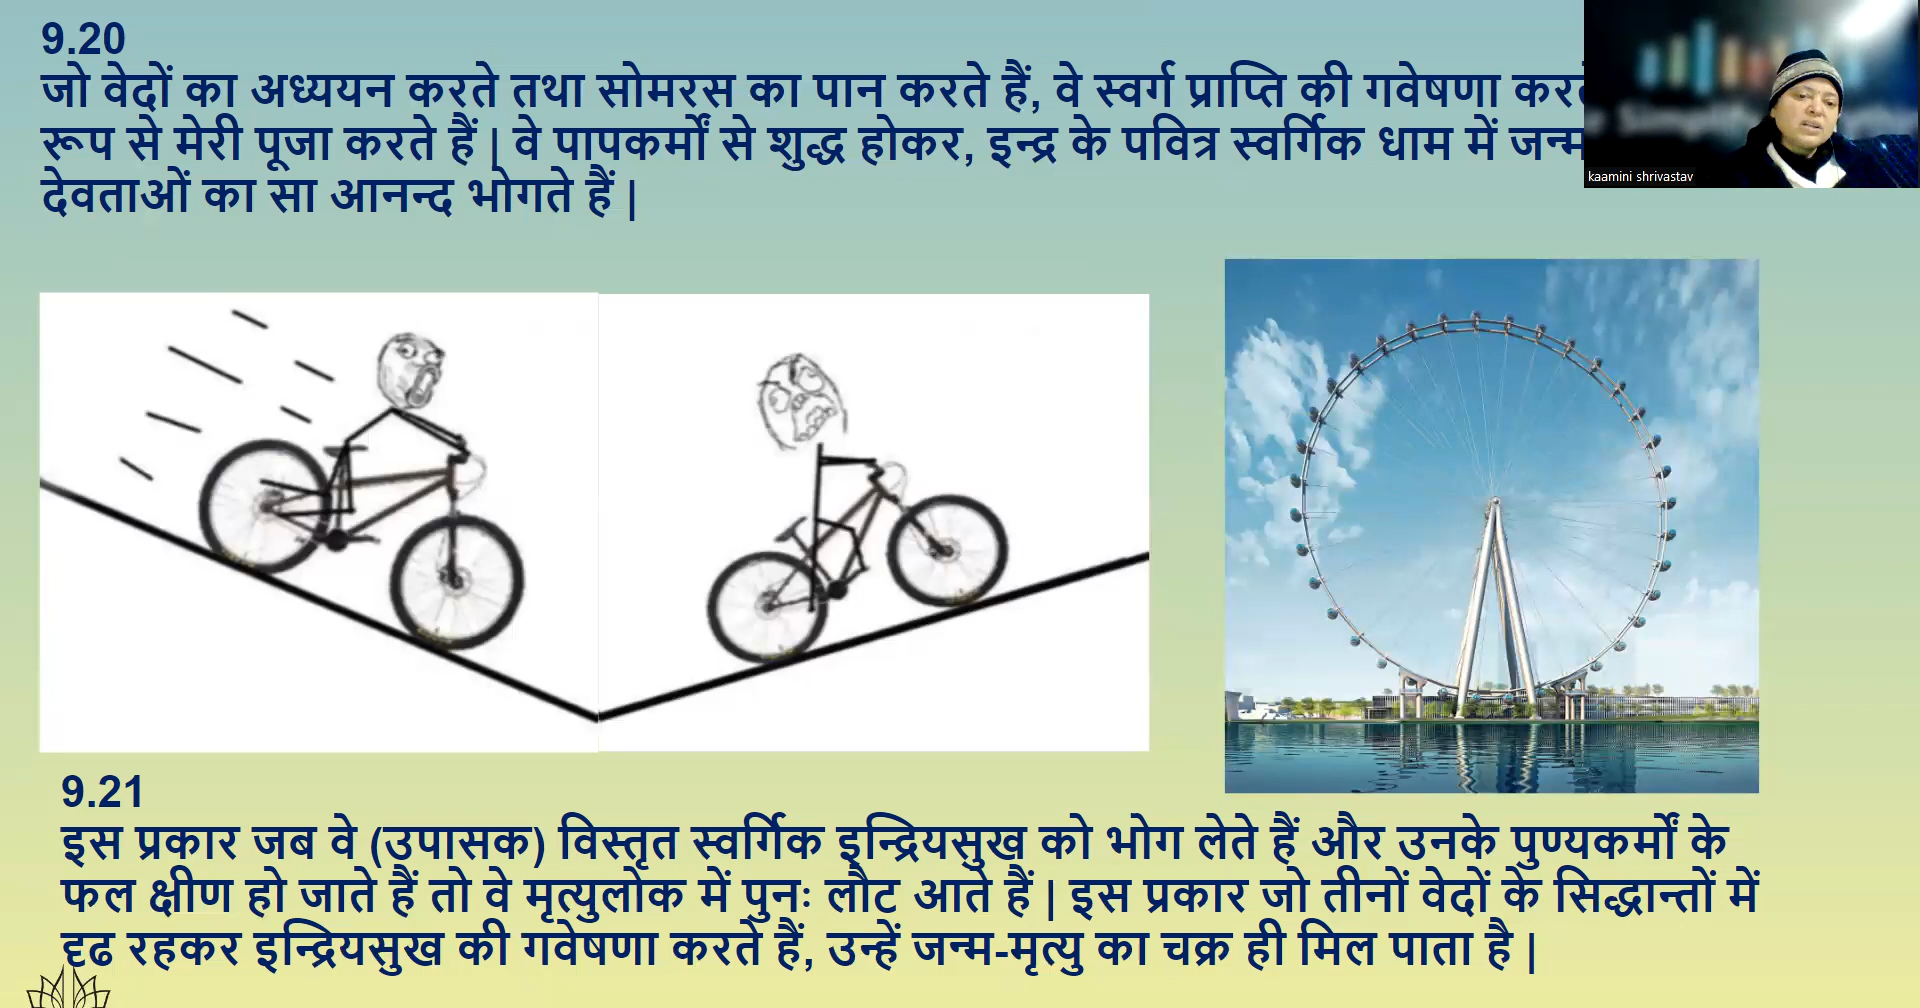 9.20
जो वेदों का अध्ययन करते तथा सोमरस का पान करते हैं, वे स्वर्ग प्राप्ति की गवेषणा
रूप से मेरी पूजा करते हैं | वे पापकर्मों से शुद्ध होकर, इन्द्र के पवित्र स्वर्गिक धाम में
देवताओं का सा आनन्द भोगते हैं |
kaamini shrivastav
9.21
इस प्रकार जब वे (उपासक) विस्तृत स्वर्गिक इन्द्रियसुख को भोग लेते हैं और उनके पुण्यकर्मों के
फल क्षीण हो जाते हैं तो वे मृत्युलोक में पुनः लौट आते हैं | इस प्रकार जो तीनों वेदों के सिद्धान्तों में
दृढ रहकर इन्द्रियसुख की गवेषणा करते हैं, उन्हें जन्म-मृत्यु का चक्र ही मिल पाता है |